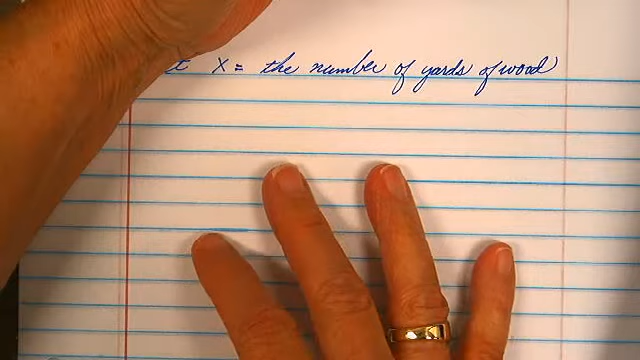 x = the number of yards of wood